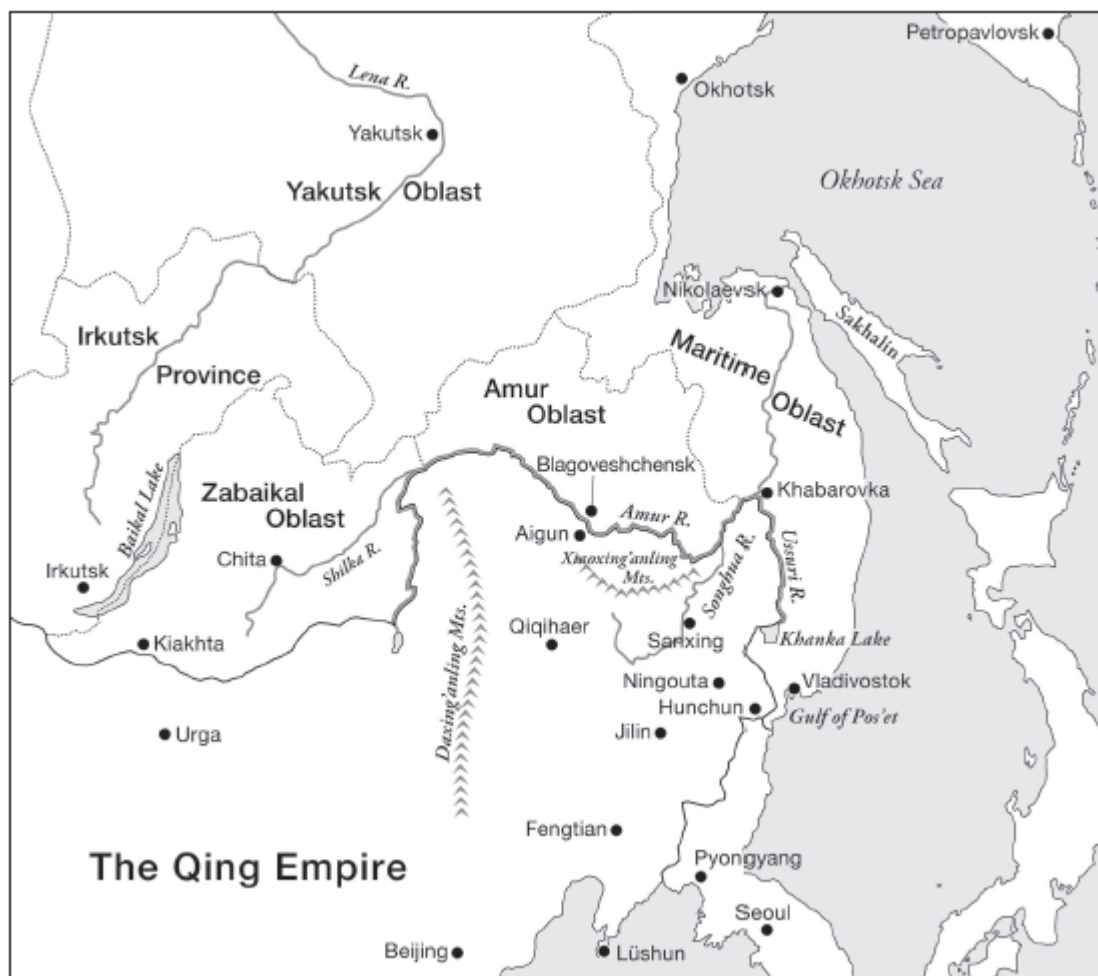 Petropavlovsk
Lena R.
Okhotsk
Yakutsk
Okhotsk Sea
Yakutsk Oblast
Nikolaevsk
Sakhalin
Irkutsk
Province
Maritime
Oblast
Amur
Oblast
Blagoveshchensk
Baikal Lake
Zabaikal
Oblast
Khabarovka
Amur R.
Aigun
Ussuri R.
Chita
Shilka R.
Xiaoxing'anling
Mts.
Songhua R.
Irkutsk
Daxing'anling Mts.
Qiqihaer
Sanxing
Khanka Lake
Kiakhta
Ningouta
Vladivostok
Hunchun
Gulf of Pos'et
Urga
Jilin
Fengtian
The Qing Empire
Pyongyang
Seoul
Beijing
Lüshun